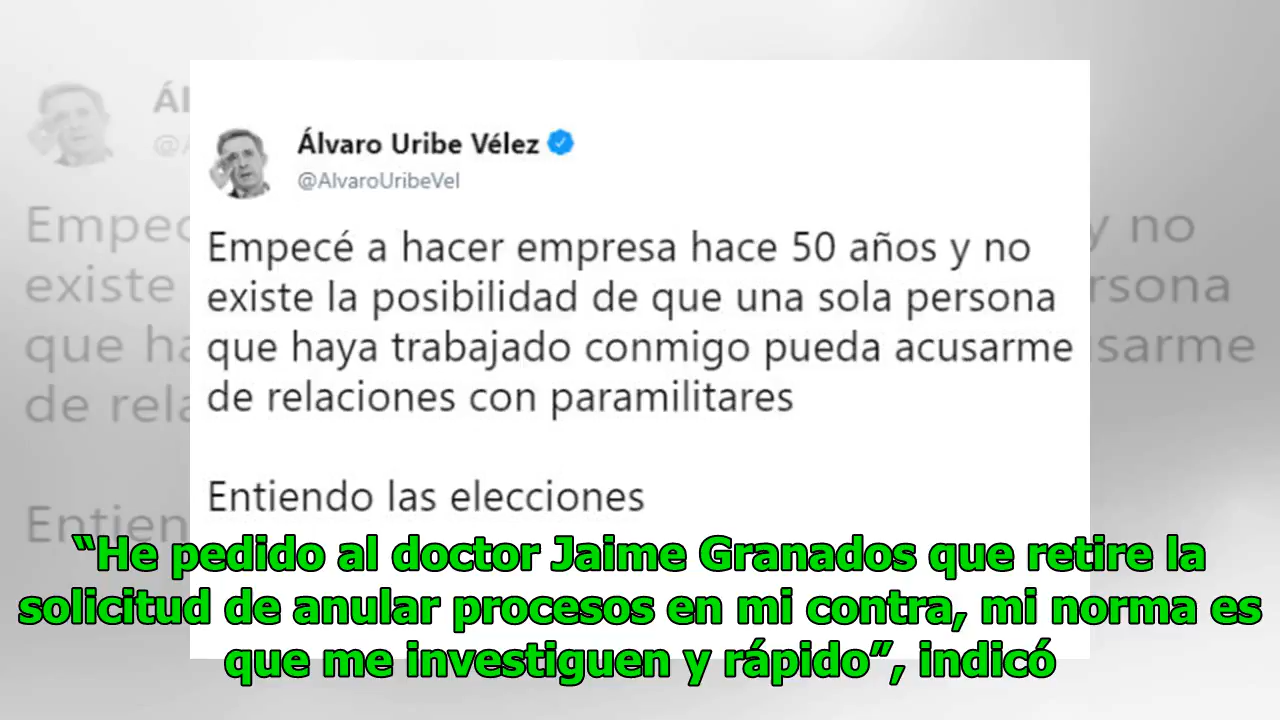 Álvaro Uribe Vélez
@AlvaroUribeVel
Empecé a hacer empresa hace 50 años y no
existe la posibilidad de que una sola persona
que haya trabajado conmigo pueda acusarme
de relaciones con paramilitares
Entiendo las elecciones
“He pedido al doctor Jaime Granados que retire la
solicitud de anular procesos en mi contra, mi norma es
que me investiguen y rápido”, indicó